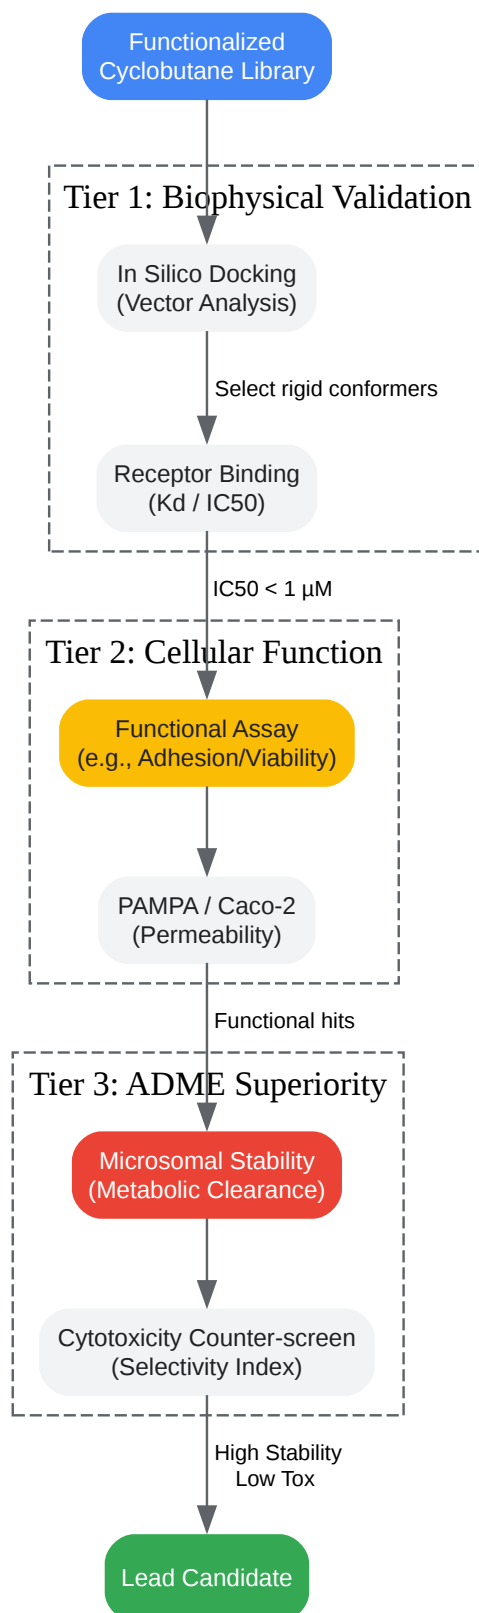 Functionalized
Cyclobutane Library
Tier 1: Biophysical Validation
In Silico Docking
(Vector Analysis)
Select rigid conformers
Receptor Binding
(Kd / IC50)
IC50 < 1 µM
Tier 2: Cellular Function
Functional Assay
(e.g., Adhesion/Viability)
PAMPA / Caco-2
(Permeability)
Functional hits
Tier 3: ADME Superiority
Microsomal Stability
(Metabolic Clearance)
Cytotoxicity Counter-screen
(Selectivity Index)
High Stability
Low Tox
Lead Candidate